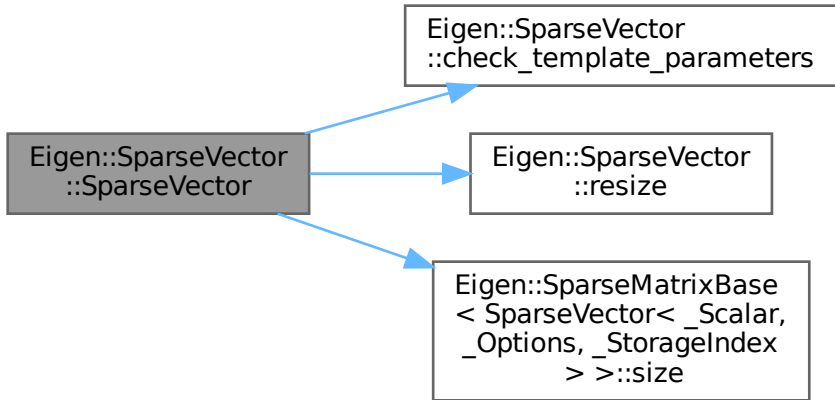 Eigen::SparseVector
::SparseVector
Eigen::SparseVector
::check_template_parameters
Eigen::SparseVector
::resize
Eigen::SparseMatrixBase
< SparseVector< _Scalar,
_Options, _StorageIndex
> >::size